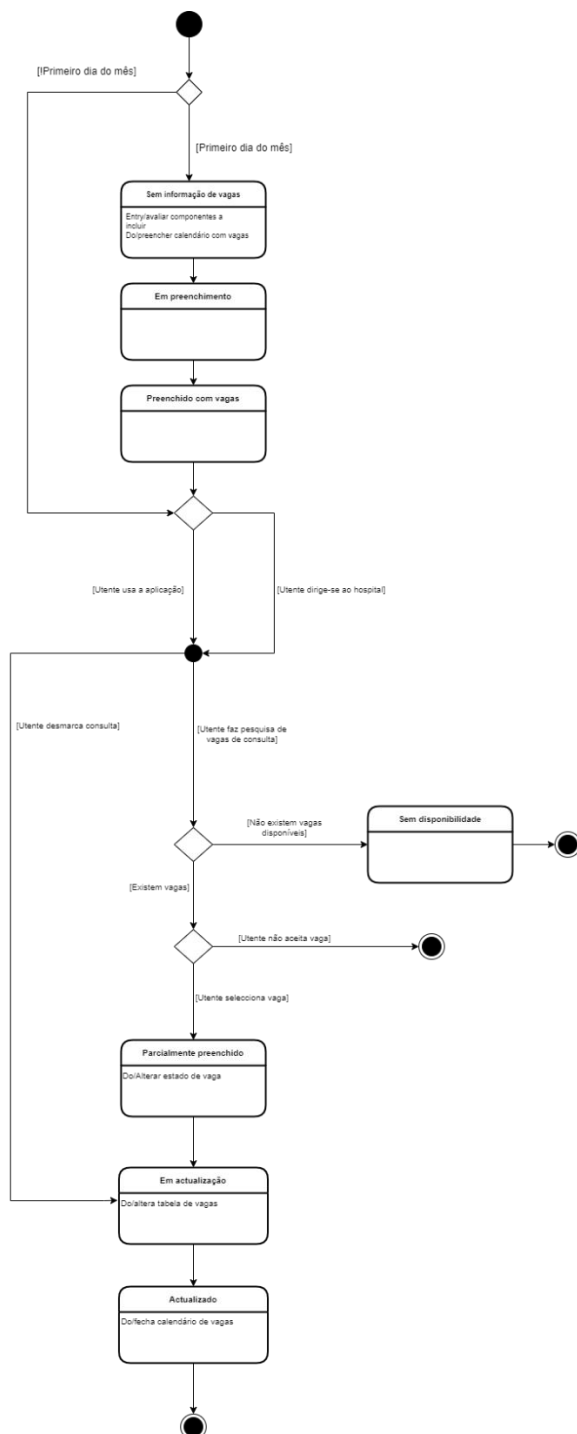 [!Primeiro dia do mês]
[Primeiro dia do mês]
Sem informação de vagas
Entry/avaliar componentes a
incluir
Do/preencher calendário com vagas
Em preenchimento
Preenchido com vagas
[Utente usa a aplicação]
[Utente dirige-se ao hospital]
[Utente desmarca consulta]
[Utente faz pesquisa de
vagas de consulta]
[Não existem vagas
disponíveis]
Sem disponibilidade
[Existem vagas]
[Utente não aceita vaga]
[Utente selecciona vaga]
Parcialmente preenchido
Do/Alterar estado de vaga
Em actualização
Do/altera tabela de vagas
Actualizado
Do/fecha calendário de vagas